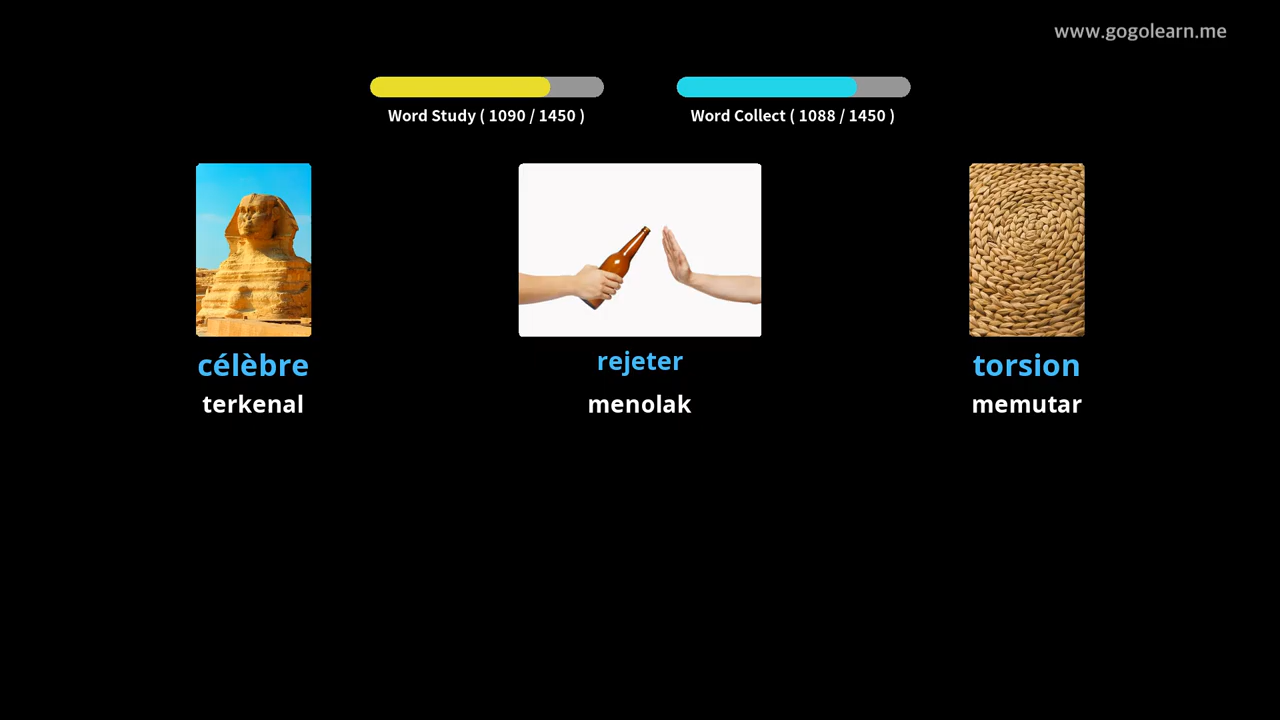 www.gogolearn.me
Word Study ( 1090 / 1450 )
Word Collect ( 1088 / 1450 )
célèbre
rejeter
torsion
terkenal
menolak
memutar